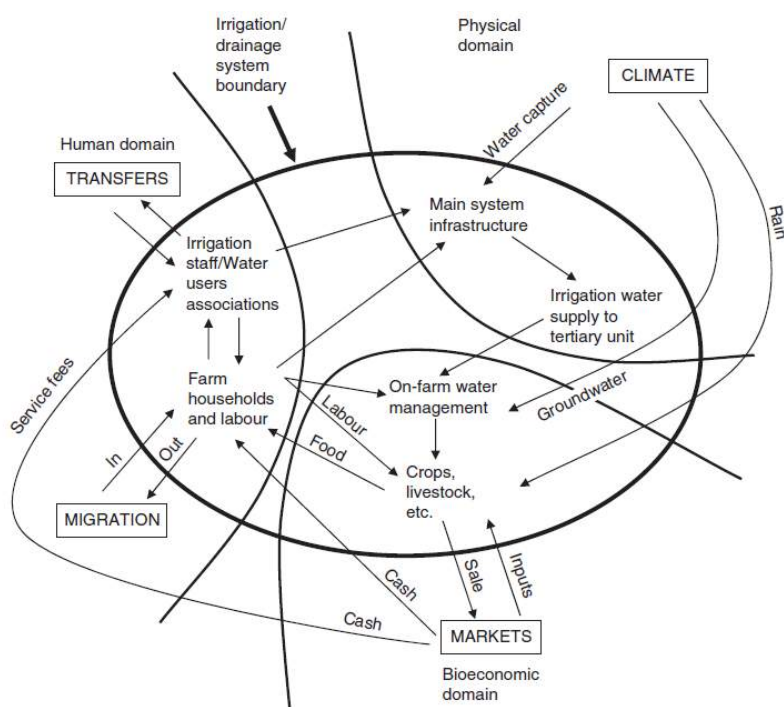 Irrigation/
drainage
system
boundary
Physical
domain
CLIMATE
Human domain
TRANSFERS
Water capture
Main system
infrastructure
Rain
Irrigation
staff/Water
users
associations
Irrigation water
supply to
tertiary unit
Service fees
Farm
households
and labour
On-farm water
management
Groundwater
Labour
Food
In
Out
Crops,
livestock,
etc.
MIGRATION
Cash
Sale
Inputs
Cash
MARKETS
Bioeconomic
domain